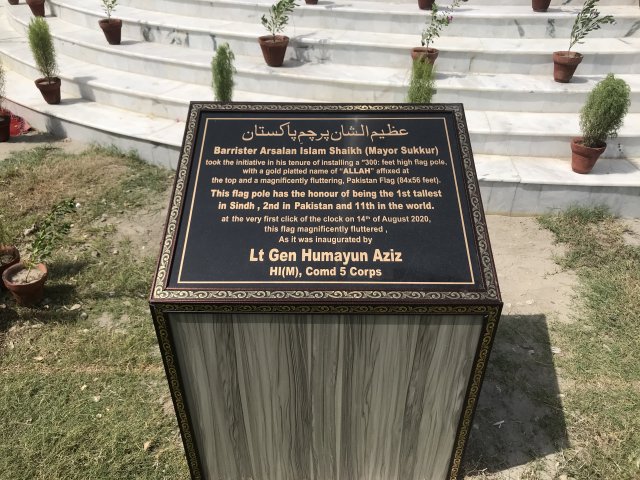 عظیم الشان پرچم پاکستان
Barrister Arsalan Islam Shaikh (Mayor Sukkur)
took the initiative in his tenure of installing a "300: feet high flag pole,
with a gold platted name of "ALLAH" affixed at
the top and a magnificently fluttering, Pakistan Flag (84x56 feet).
This flag pole has the honour of being the 1st tallest
in Sindh , 2nd in Pakistan and 11th in the world.
at the very first click of the clock on 14th of August 2020,
this flag magnificently fluttered ,
As it was inaugurated by
Lt Gen Humayun Aziz
HI(M), Comd 5 Corps